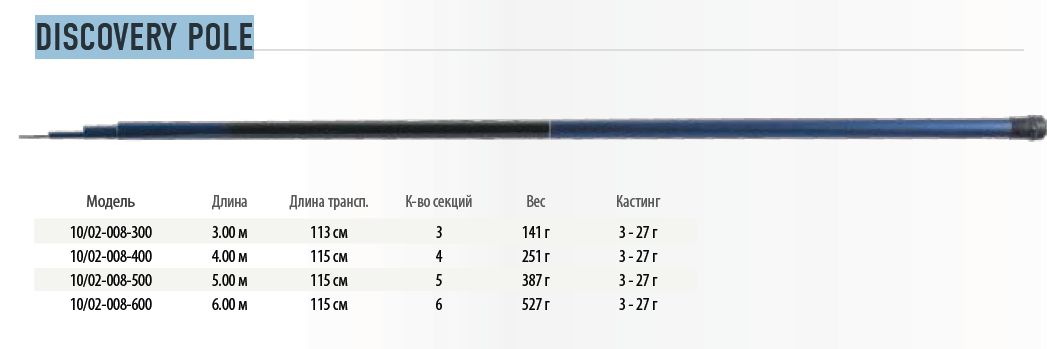 DISCOVERY POLE
Модель Длина Длина трансп. К-во секций Вес Кастинг
10/02-008-300 3.00 м 113 см 3 141 г 3 - 27 г
10/02-008-400 4.00 м 115 см 4 251 г 3 - 27 г
10/02-008-500 5.00 м 115 см 5 387 г 3 - 27 г
10/02-008-600 6.00 м 115 см 6 527 г 3 - 27 г